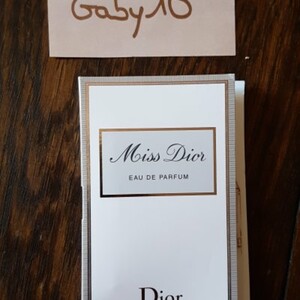 Gaby10
Miss Dior
EAU DE PARFUM
Dior